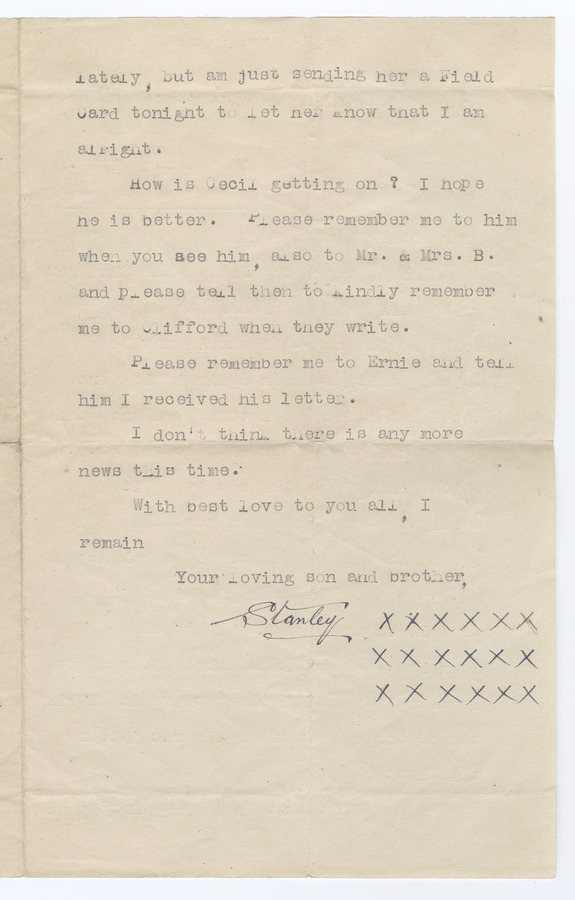 lately, but am just sending her a Field
Card tonight to let her know that I am
alright.
How is Cecil getting on ? I hope
he is better. Please remember me to him
when you see him, also to Mr. & Mrs. B.
and please tell them to kindly remember
me to Clifford when they write.
Please remember me to Ernie and tell
him I received his letter.
I don't think there is any more
news this time.
With best love to you all, I
remain
Your loving son and brother,
Stanley X X X X X X
X X X X X X
X X X X X X